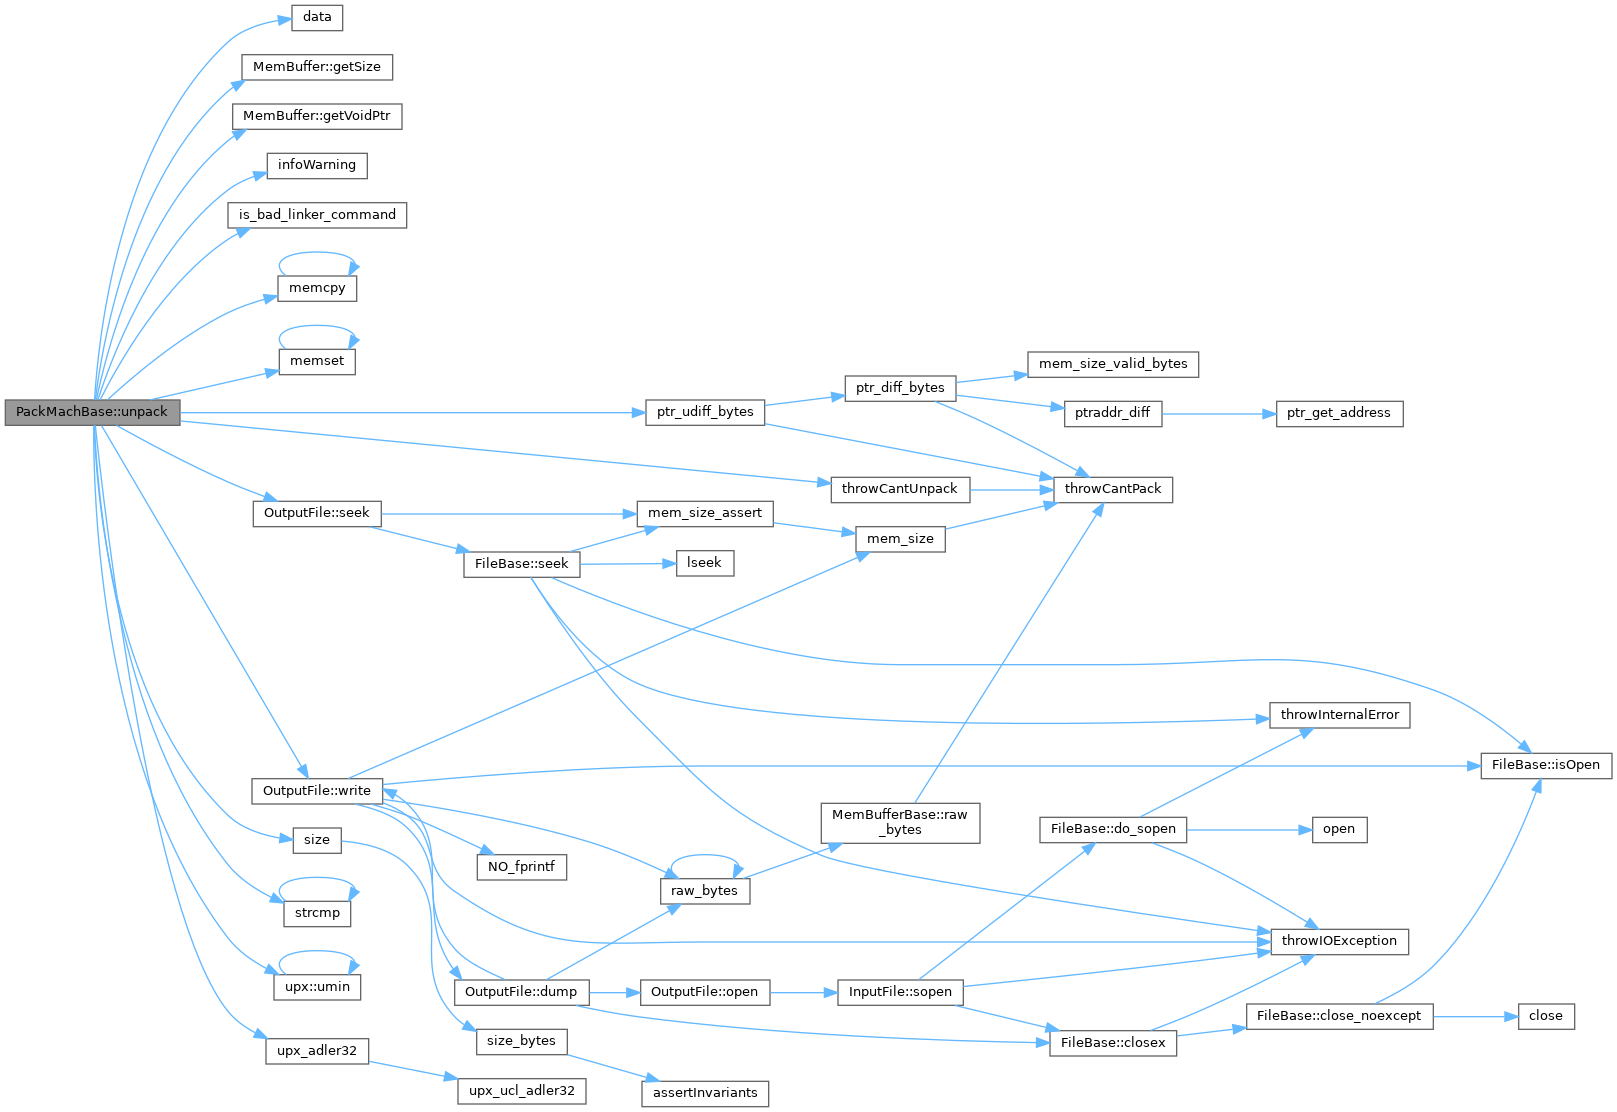 data
MemBuffer::getSize
MemBuffer::getVoidPtr
infoWarning
is_bad_linker_command
memcpy
memset
mem_size_valid_bytes
ptr_diff_bytes
PackMachBase::unpack
ptr_udiff_bytes
ptraddr_diff
ptr_get_address
throwCantUnpack
throwCantPack
OutputFile::seek
mem_size_assert
mem_size
FileBase::seek
lseek
throwInternalError
FileBase::isOpen
OutputFile::write
MemBufferBase::raw
_bytes
FileBase::do_sopen
open
size
NO_fprintf
raw_bytes
strcmp
throwIOException
upx::umin
OutputFile::dump
OutputFile::open
InputFile::sopen
FileBase::close_noexcept
close
size_bytes
FileBase::closex
upx_adler32
upx_ucl_adler32
assertInvariants